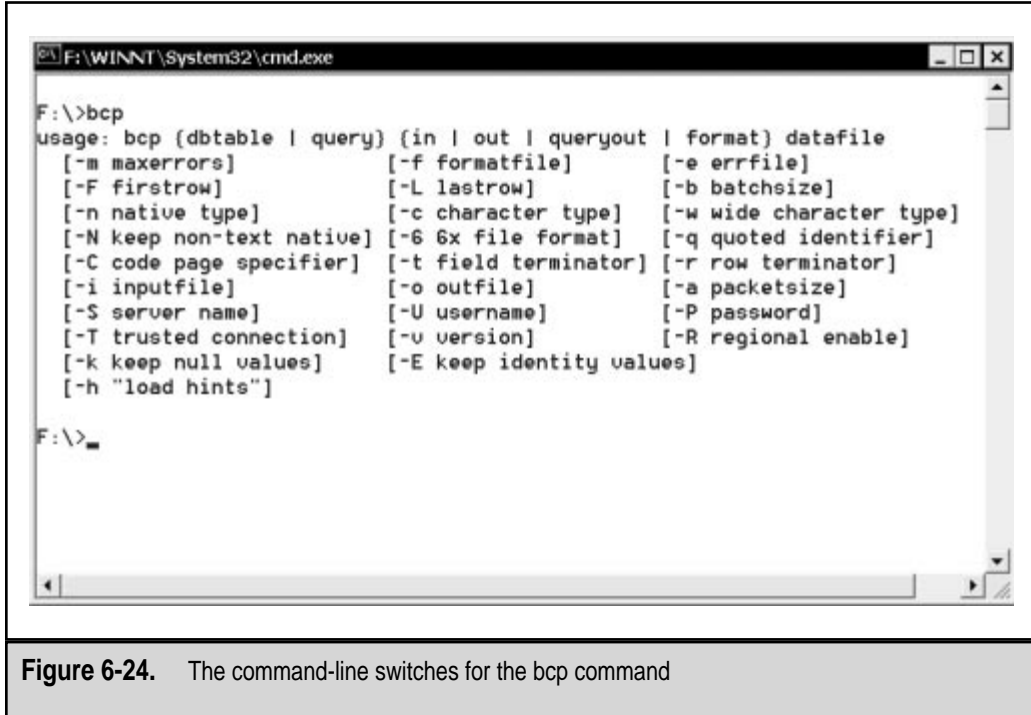 F:\WINNT\System32\cmd.exe
F:\>bcp
usage: bcp {dbtable | query} {in | out | queryout | format} datafile
  [-m maxerrors]            [-f formatfile]          [-e errfile]
  [-F firstrow]             [-L lastrow]             [-b batchsize]
  [-n native type]          [-c character type]      [-w wide character type]
  [-N keep non-text native] [-6 6x file format]      [-q quoted identifier]
  [-C code page specifier]  [-t field terminator]    [-r row terminator]
  [-i inputfile]            [-o outfile]             [-a packetsize]
  [-S server name]          [-U username]            [-P password]
  [-T trusted connection]   [-v version]             [-R regional enable]
  [-k keep null values]     [-E keep identity values]
  [-h "load hints"]
F:\>_
Figure 6-24. The command-line switches for the bcp command